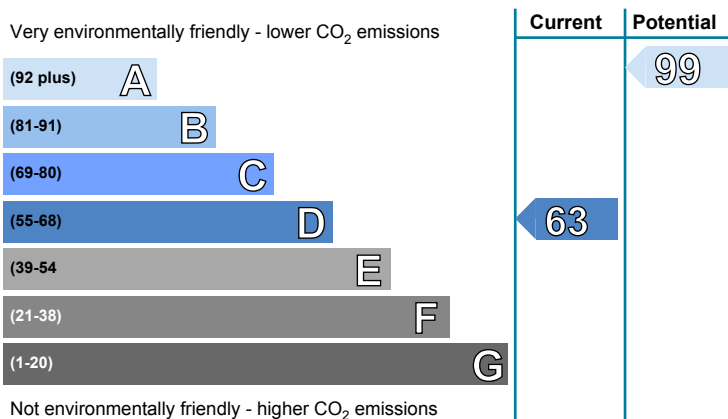 Very environmentally friendly - lower CO2 emissions
Current
Potential
(92 plus) A
(81-91) B
(69-80) C
(55-68) D
(39-54 E
(21-38) F
(1-20) G
63
99
Not environmentally friendly - higher CO2 emissions